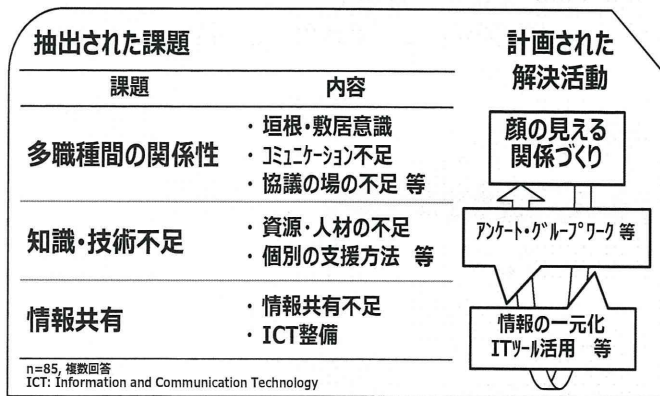 抽出された課題
課題 内容
多職種間の関係性
・垣根・敷居意識
・コミュニケーション不足
・協議の場の不足 等
知識・技術不足
・資源・人材の不足
・個別の支援方法 等
情報共有
・情報共有不足
・ICT整備
n=85, 複数回答
ICT: Information and Communication Technology
計画された
解決活動
顔の見える
関係づくり
アンケート・グループワーク 等
情報の一元化
ITツール活用 等